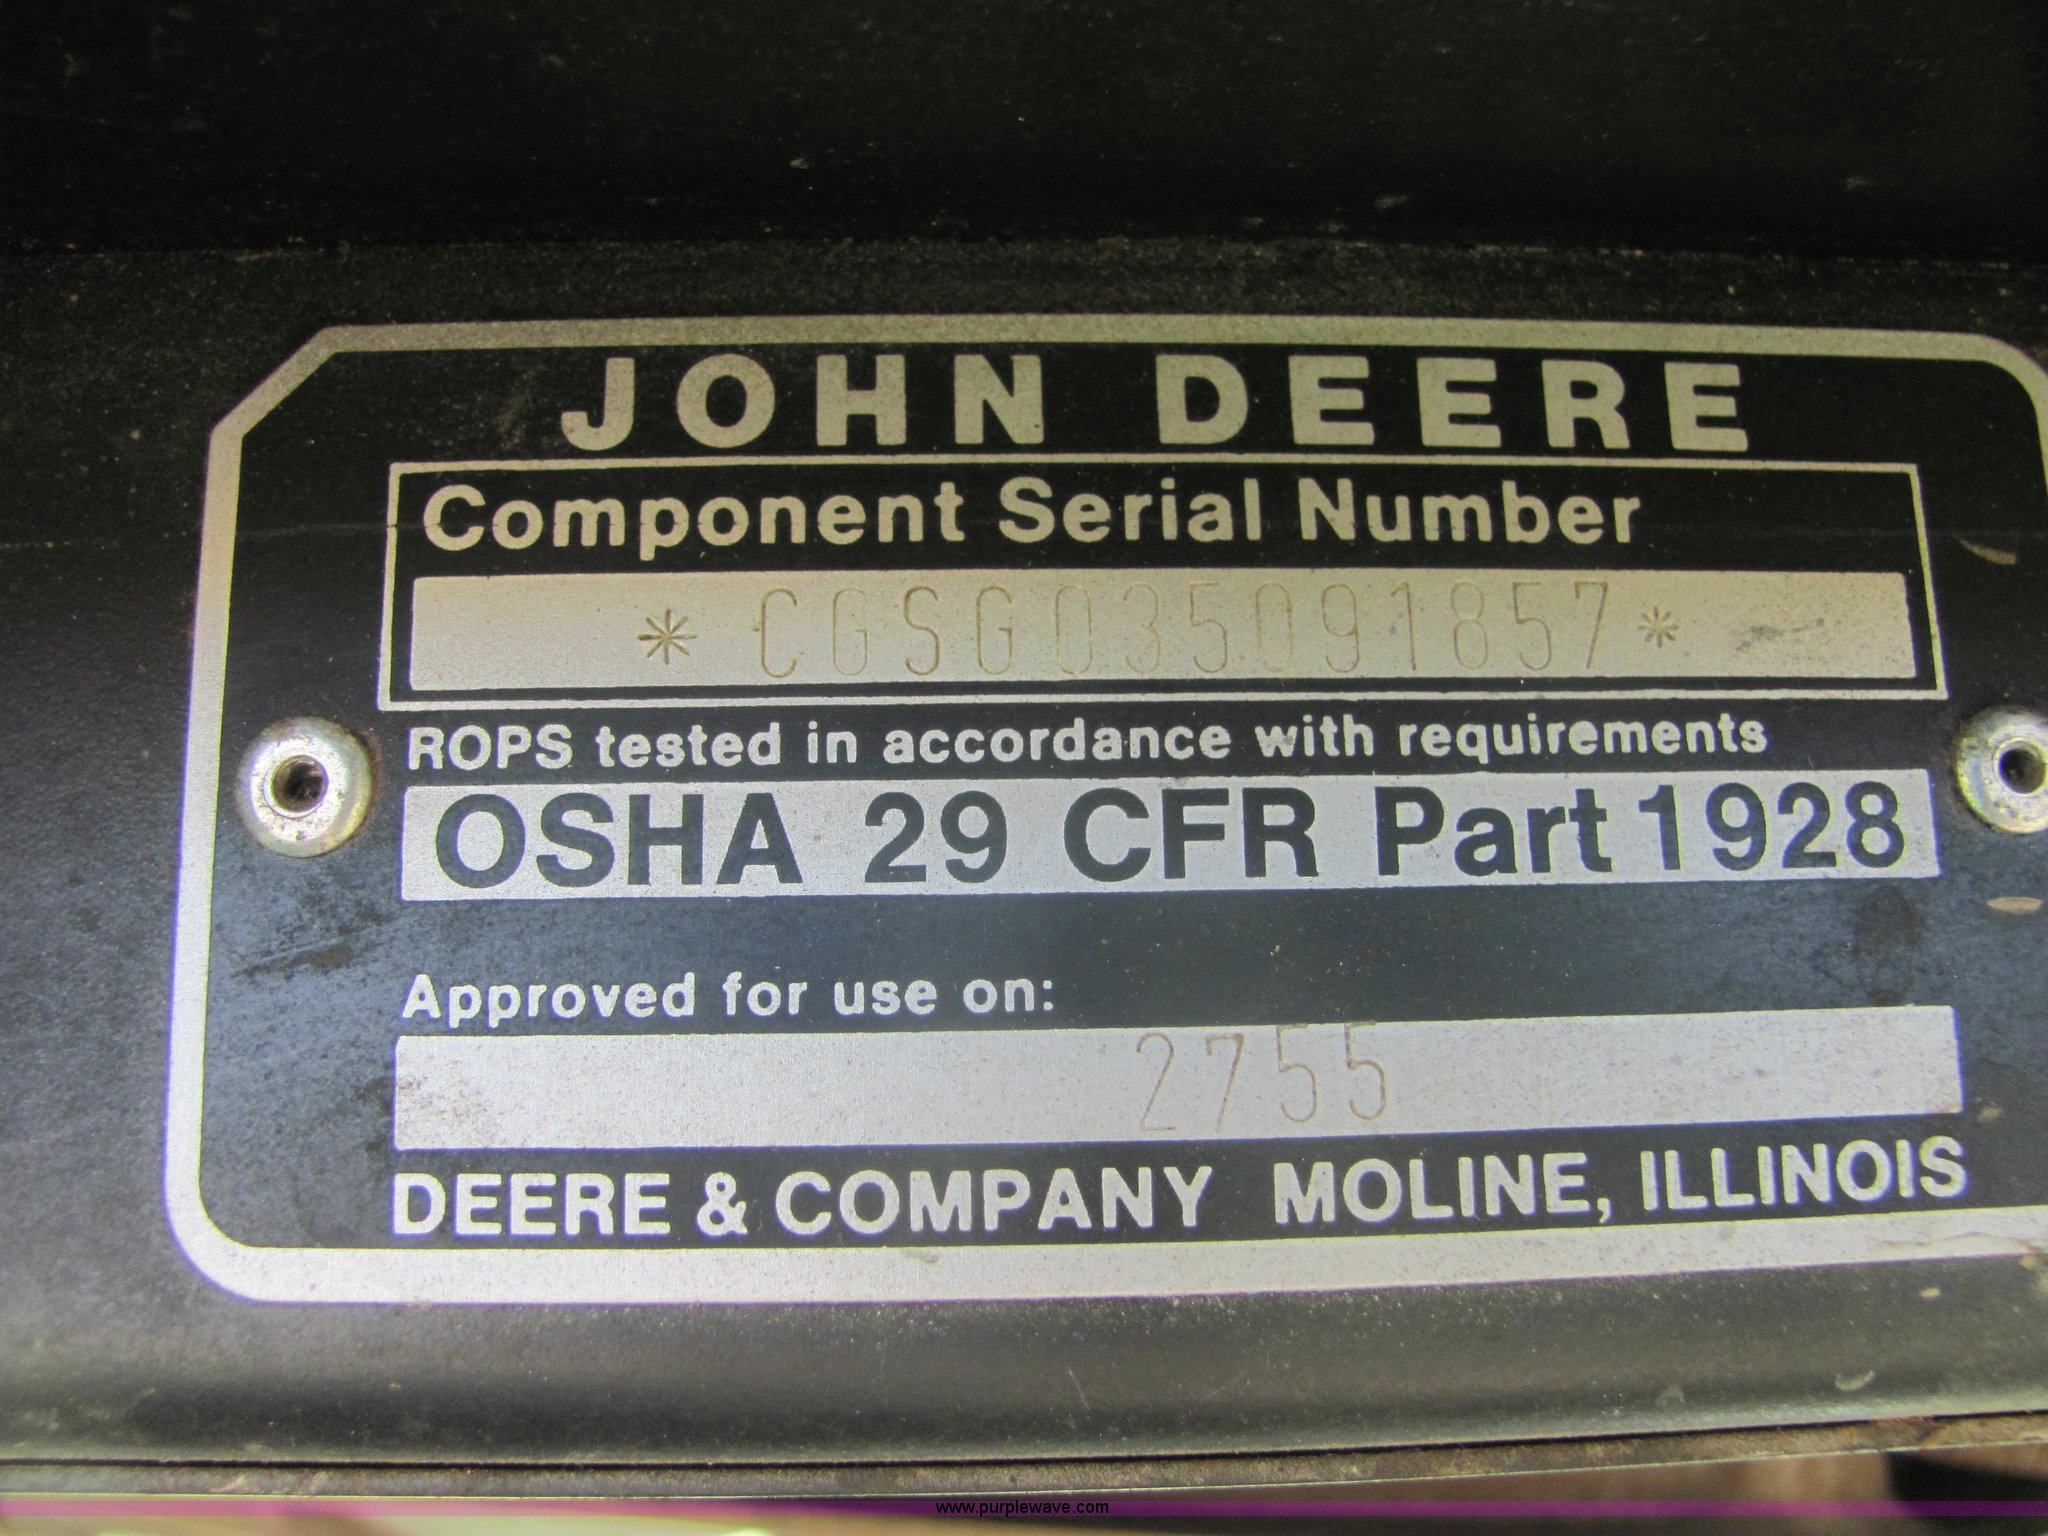 JOHN DEERE
Component Serial Number
*CGSG035091857*
ROPS tested in accordance with requirements
OSHA 29 CFR Part 1928
Approved for use on:
2755
DEERE & COMPANY MOLINE, ILLINOIS
www.purplewave.com